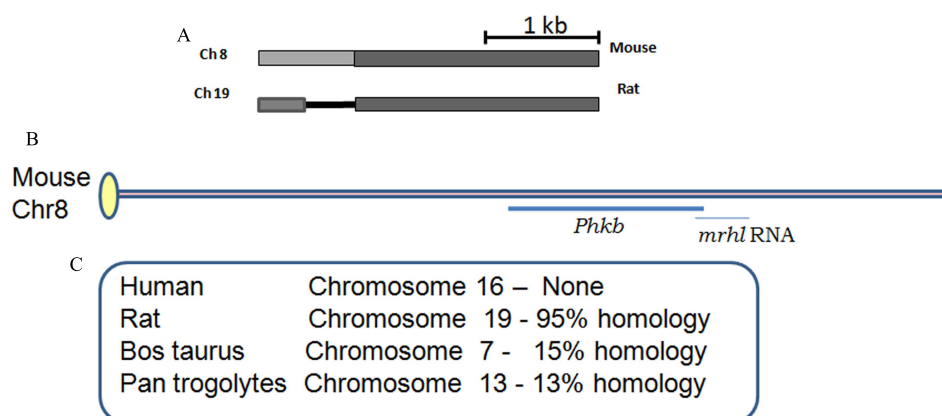 A
1 kb
Ch 8
Mouse
Ch 19
Rat
B
Mouse
Chr8
Phkb
mrhl RNA
C
Human Chromosome 16 – None
Rat Chromosome 19 - 95% homology
Bos taurus Chromosome 7 - 15% homology
Pan trogolytes Chromosome 13 - 13% homology